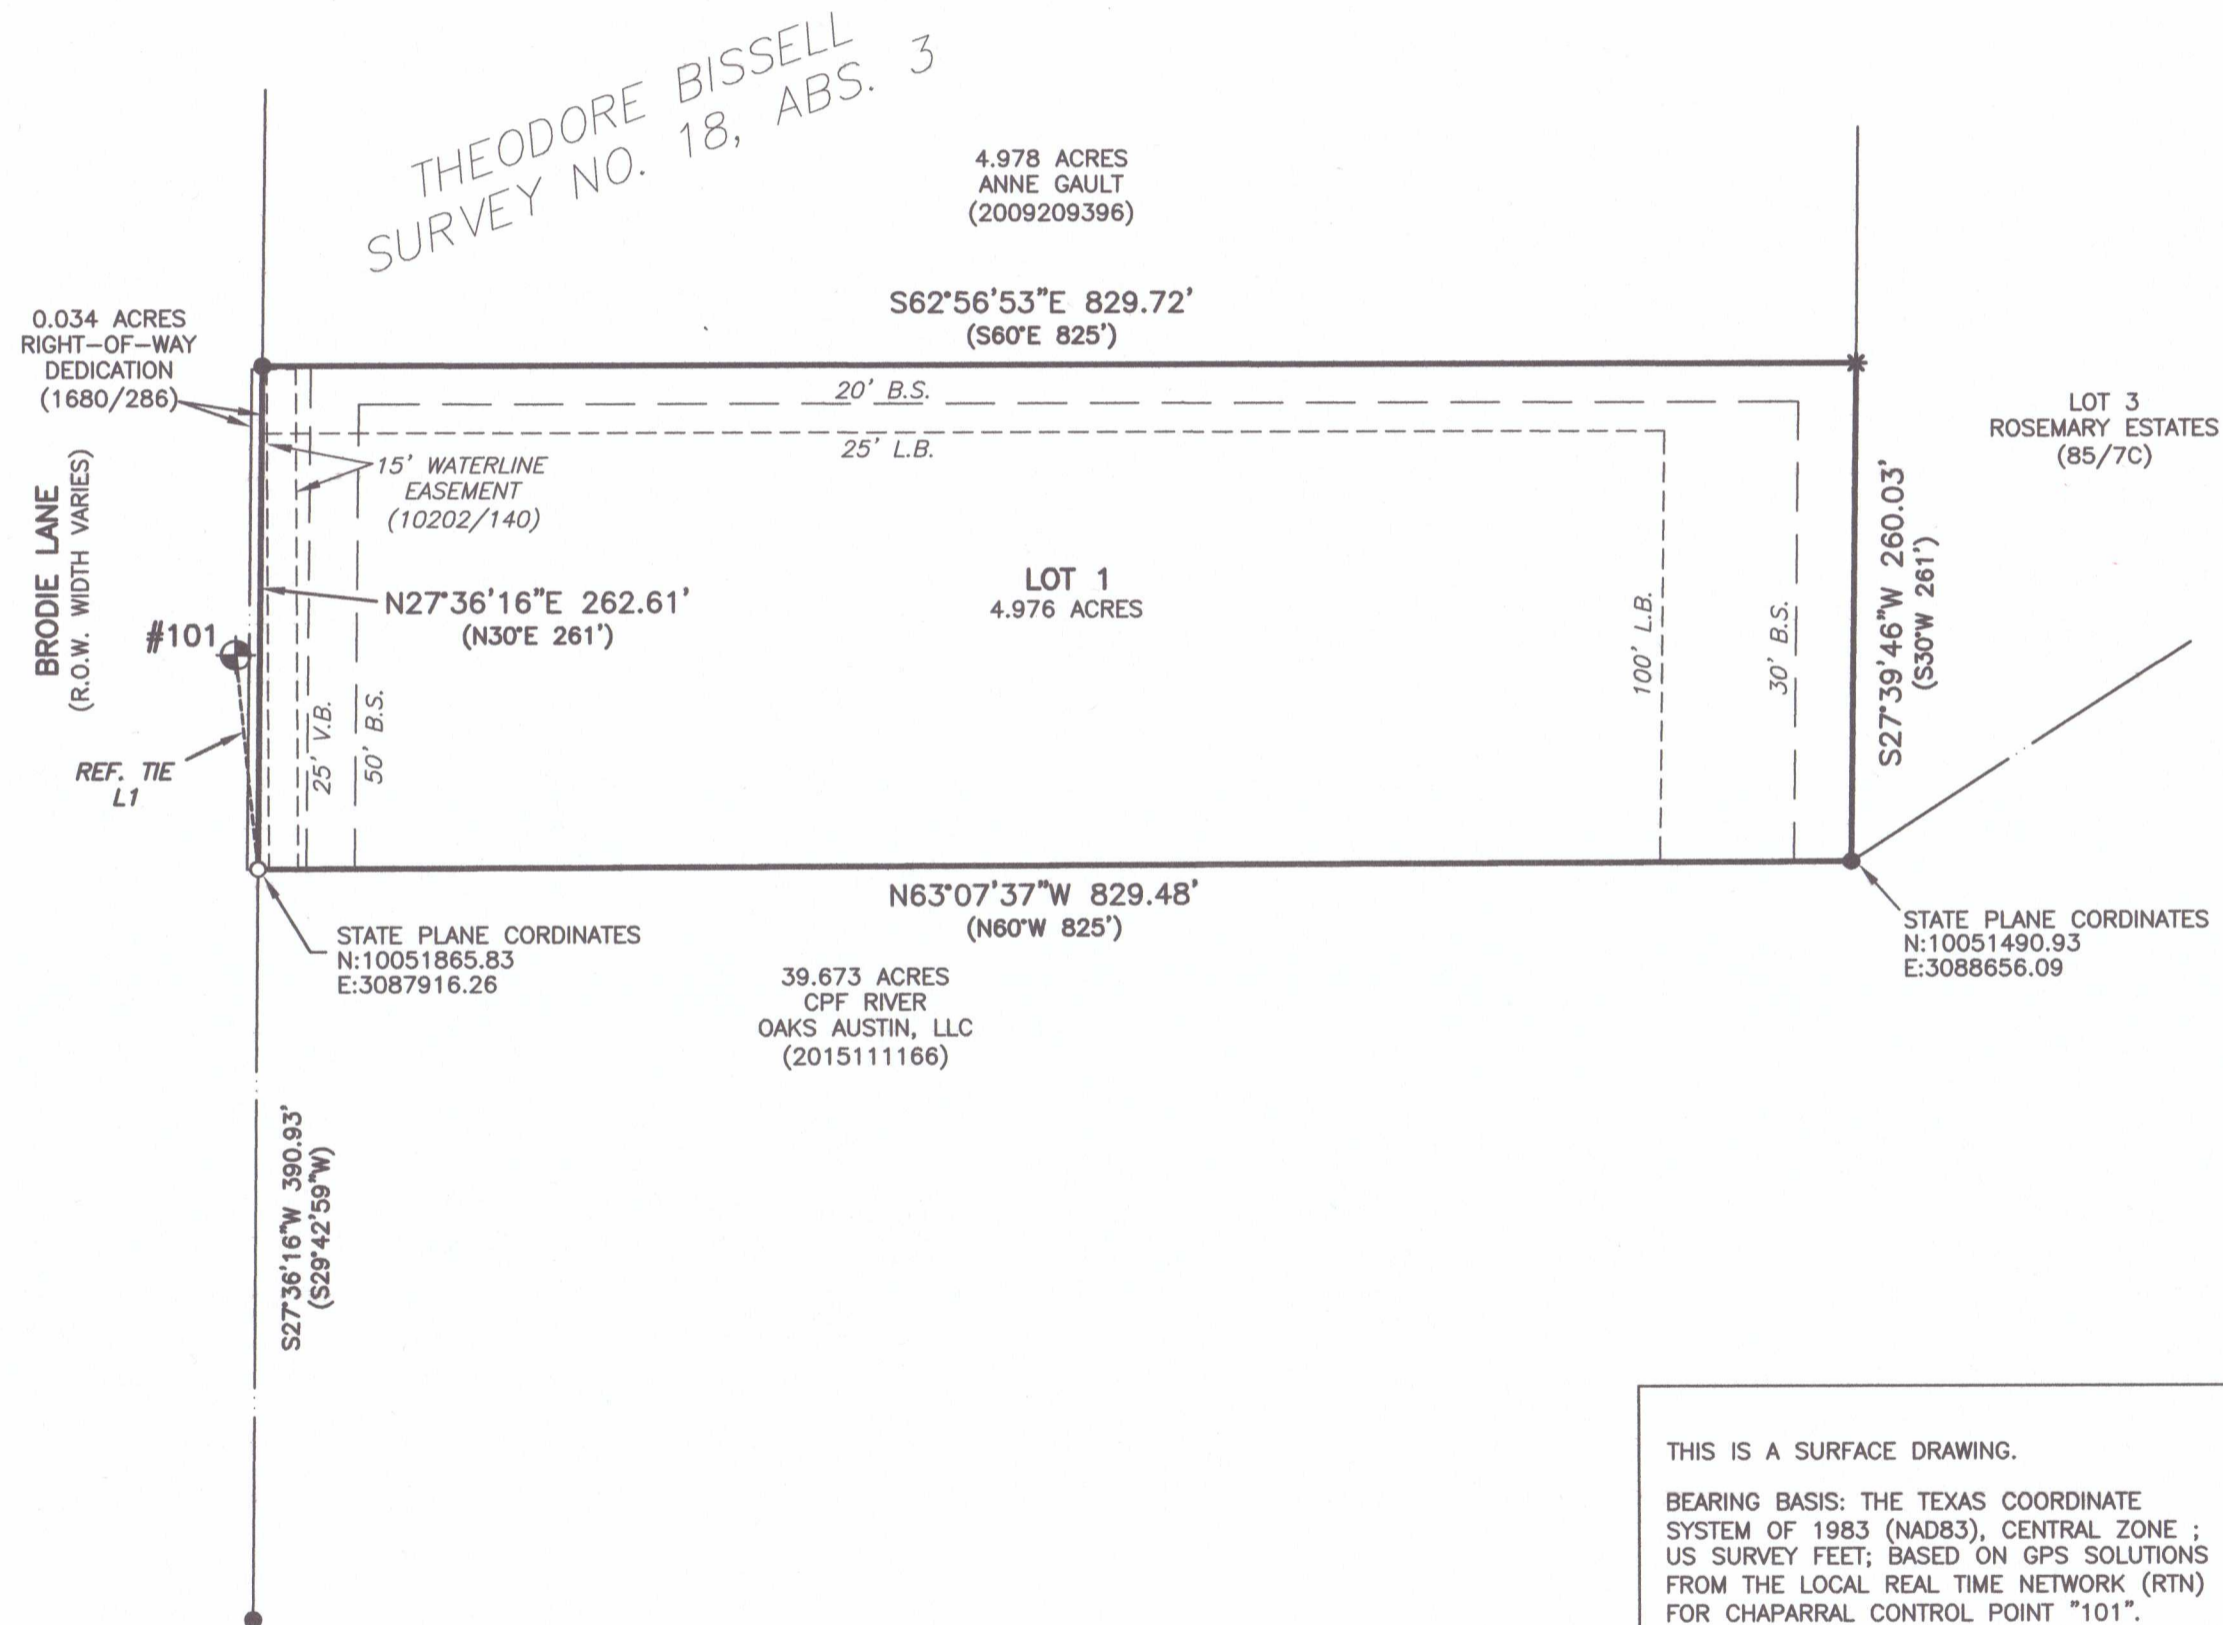 THEODORE BISSELL
SURVEY NO. 18, ABS. 3
4.978 ACRES
ANNE GAULT
(2009209396)
S62°56'53"E 829.72'
(S60°E 825')
0.034 ACRES
RIGHT-OF-WAY
DEDICATION
(1680/286)
20' B.S.
25' L.B.
15' WATERLINE
EASEMENT
(10202/140)
LOT 3
ROSEMARY ESTATES
(85/7C)
BRODIE LANE
(R.O.W. WIDTH VARIES)
#101
N27°36'16"E 262.61'
(N30°E 261')
LOT 1
4.976 ACRES
100' L.B.
30' B.S.
S27°39'46"W 260.03'
(S30°W 261')
25' V.B.
50' B.S.
REF. TIE
L1
N63°07'37"W 829.48'
(N60°W 825')
STATE PLANE CORDINATES
N:10051865.83
E:3087916.26
STATE PLANE CORDINATES
N:10051490.93
E:3088656.09
39.673 ACRES
CPF RIVER
OAKS AUSTIN, LLC
(2015111166)
S27°36'16"W 390.93'
(S29°42'59"W)
THIS IS A SURFACE DRAWING.
BEARING BASIS: THE TEXAS COORDINATE
SYSTEM OF 1983 (NAD83), CENTRAL ZONE ;
US SURVEY FEET; BASED ON GPS SOLUTIONS
FROM THE LOCAL REAL TIME NETWORK (RTN)
FOR CHAPARRAL CONTROL POINT "101".